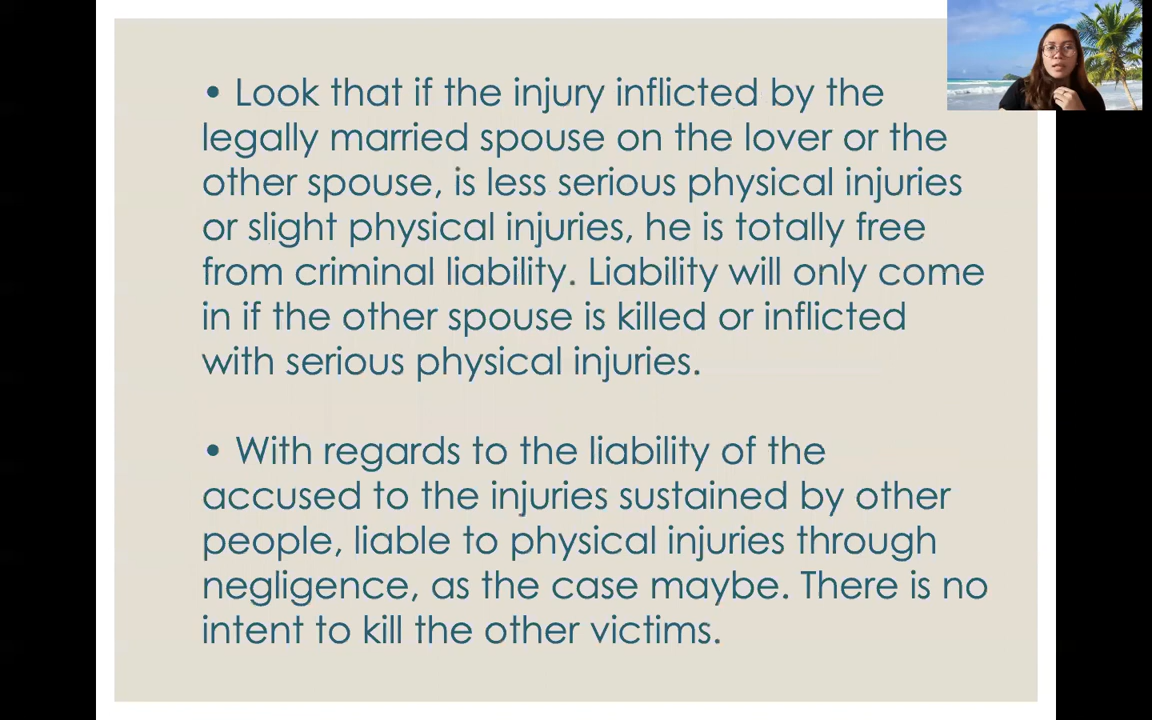 • Look that if the injury inflicted by the
legally married spouse on the lover or the
other spouse, is less serious physical injuries
or slight physical injuries, he is totally free
from criminal liability. Liability will only come
in if the other spouse is killed or inflicted
with serious physical injuries.
• With regards to the liability of the
accused to the injuries sustained by other
people, liable to physical injuries through
negligence, as the case maybe. There is no
intent to kill the other victims.